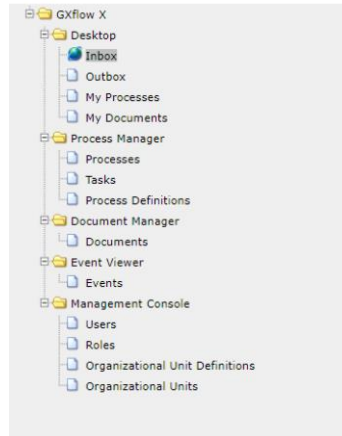 GXflow X
Desktop
Inbox
Outbox
My Processes
My Documents
Process Manager
Processes
Tasks
Process Definitions
Document Manager
Documents
Event Viewer
Events
Management Console
Users
Roles
Organizational Unit Definitions
Organizational Units